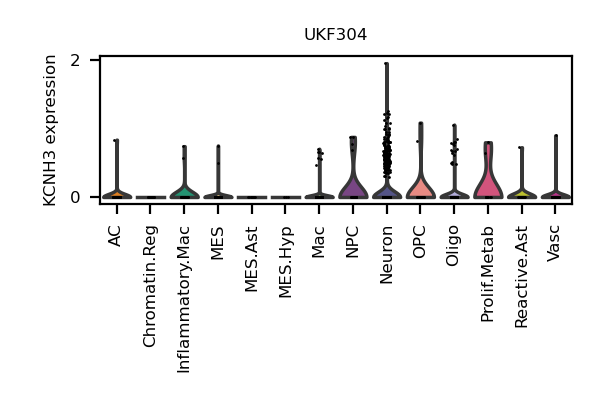 UKF304
KCNH3 expression
2
0
AC
Chromatin.Reg
Inflammatory.Mac
MES
MES.Ast
MES.Hyp
Mac
NPC
Neuron
OPC
Oligo
Prolif.Metab
Reactive.Ast
Vasc